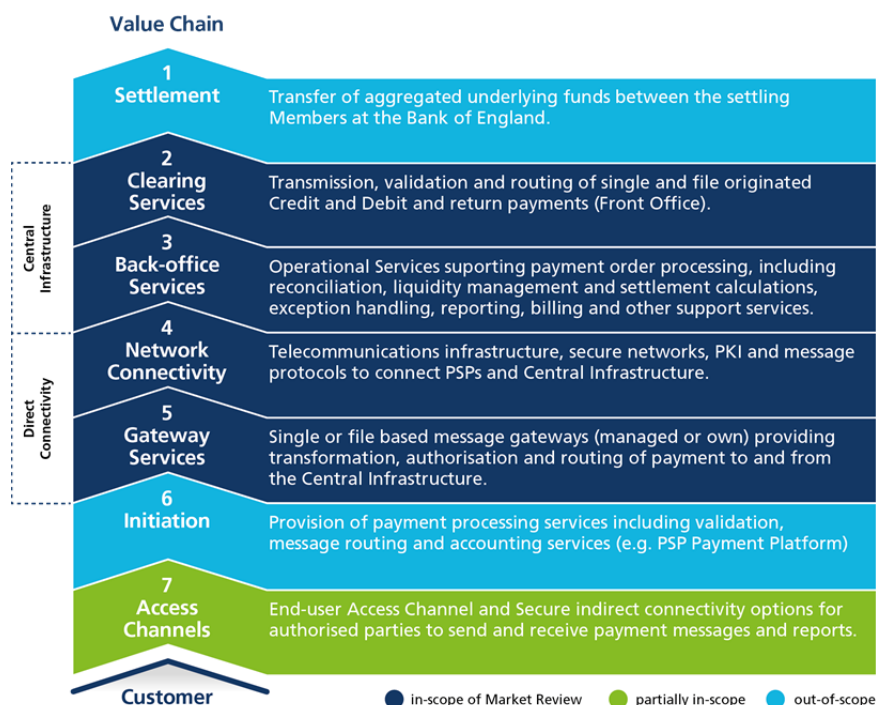 Value Chain
1
Settlement
Transfer of aggregated underlying funds between the settling
Members at the Bank of England.
Central
Infrastructure
2
Clearing
Services
Transmission, validation and routing of single and file originated
Credit and Debit and return payments (Front Office).
3
Back-office
Services
Operational Services suporting payment order processing, including
reconciliation, liquidity management and settlement calculations,
exception handling, reporting, billing and other support services.
Direct
Connectivity
4
Network
Connectivity
Telecommunications infrastructure, secure networks, PKI and message
protocols to connect PSPs and Central Infrastructure.
5
Gateway
Services
Single or file based message gateways (managed or own) providing
transformation, authorisation and routing of payment to and from
the Central Infrastructure.
6
Initiation
Provision of payment processing services including validation,
message routing and accounting services (e.g. PSP Payment Platform)
7
Access
Channels
End-user Access Channel and Secure indirect connectivity options for
authorised parties to send and receive payment messages and reports.
Customer
in-scope of Market Review
partially in-scope
out-of-scope